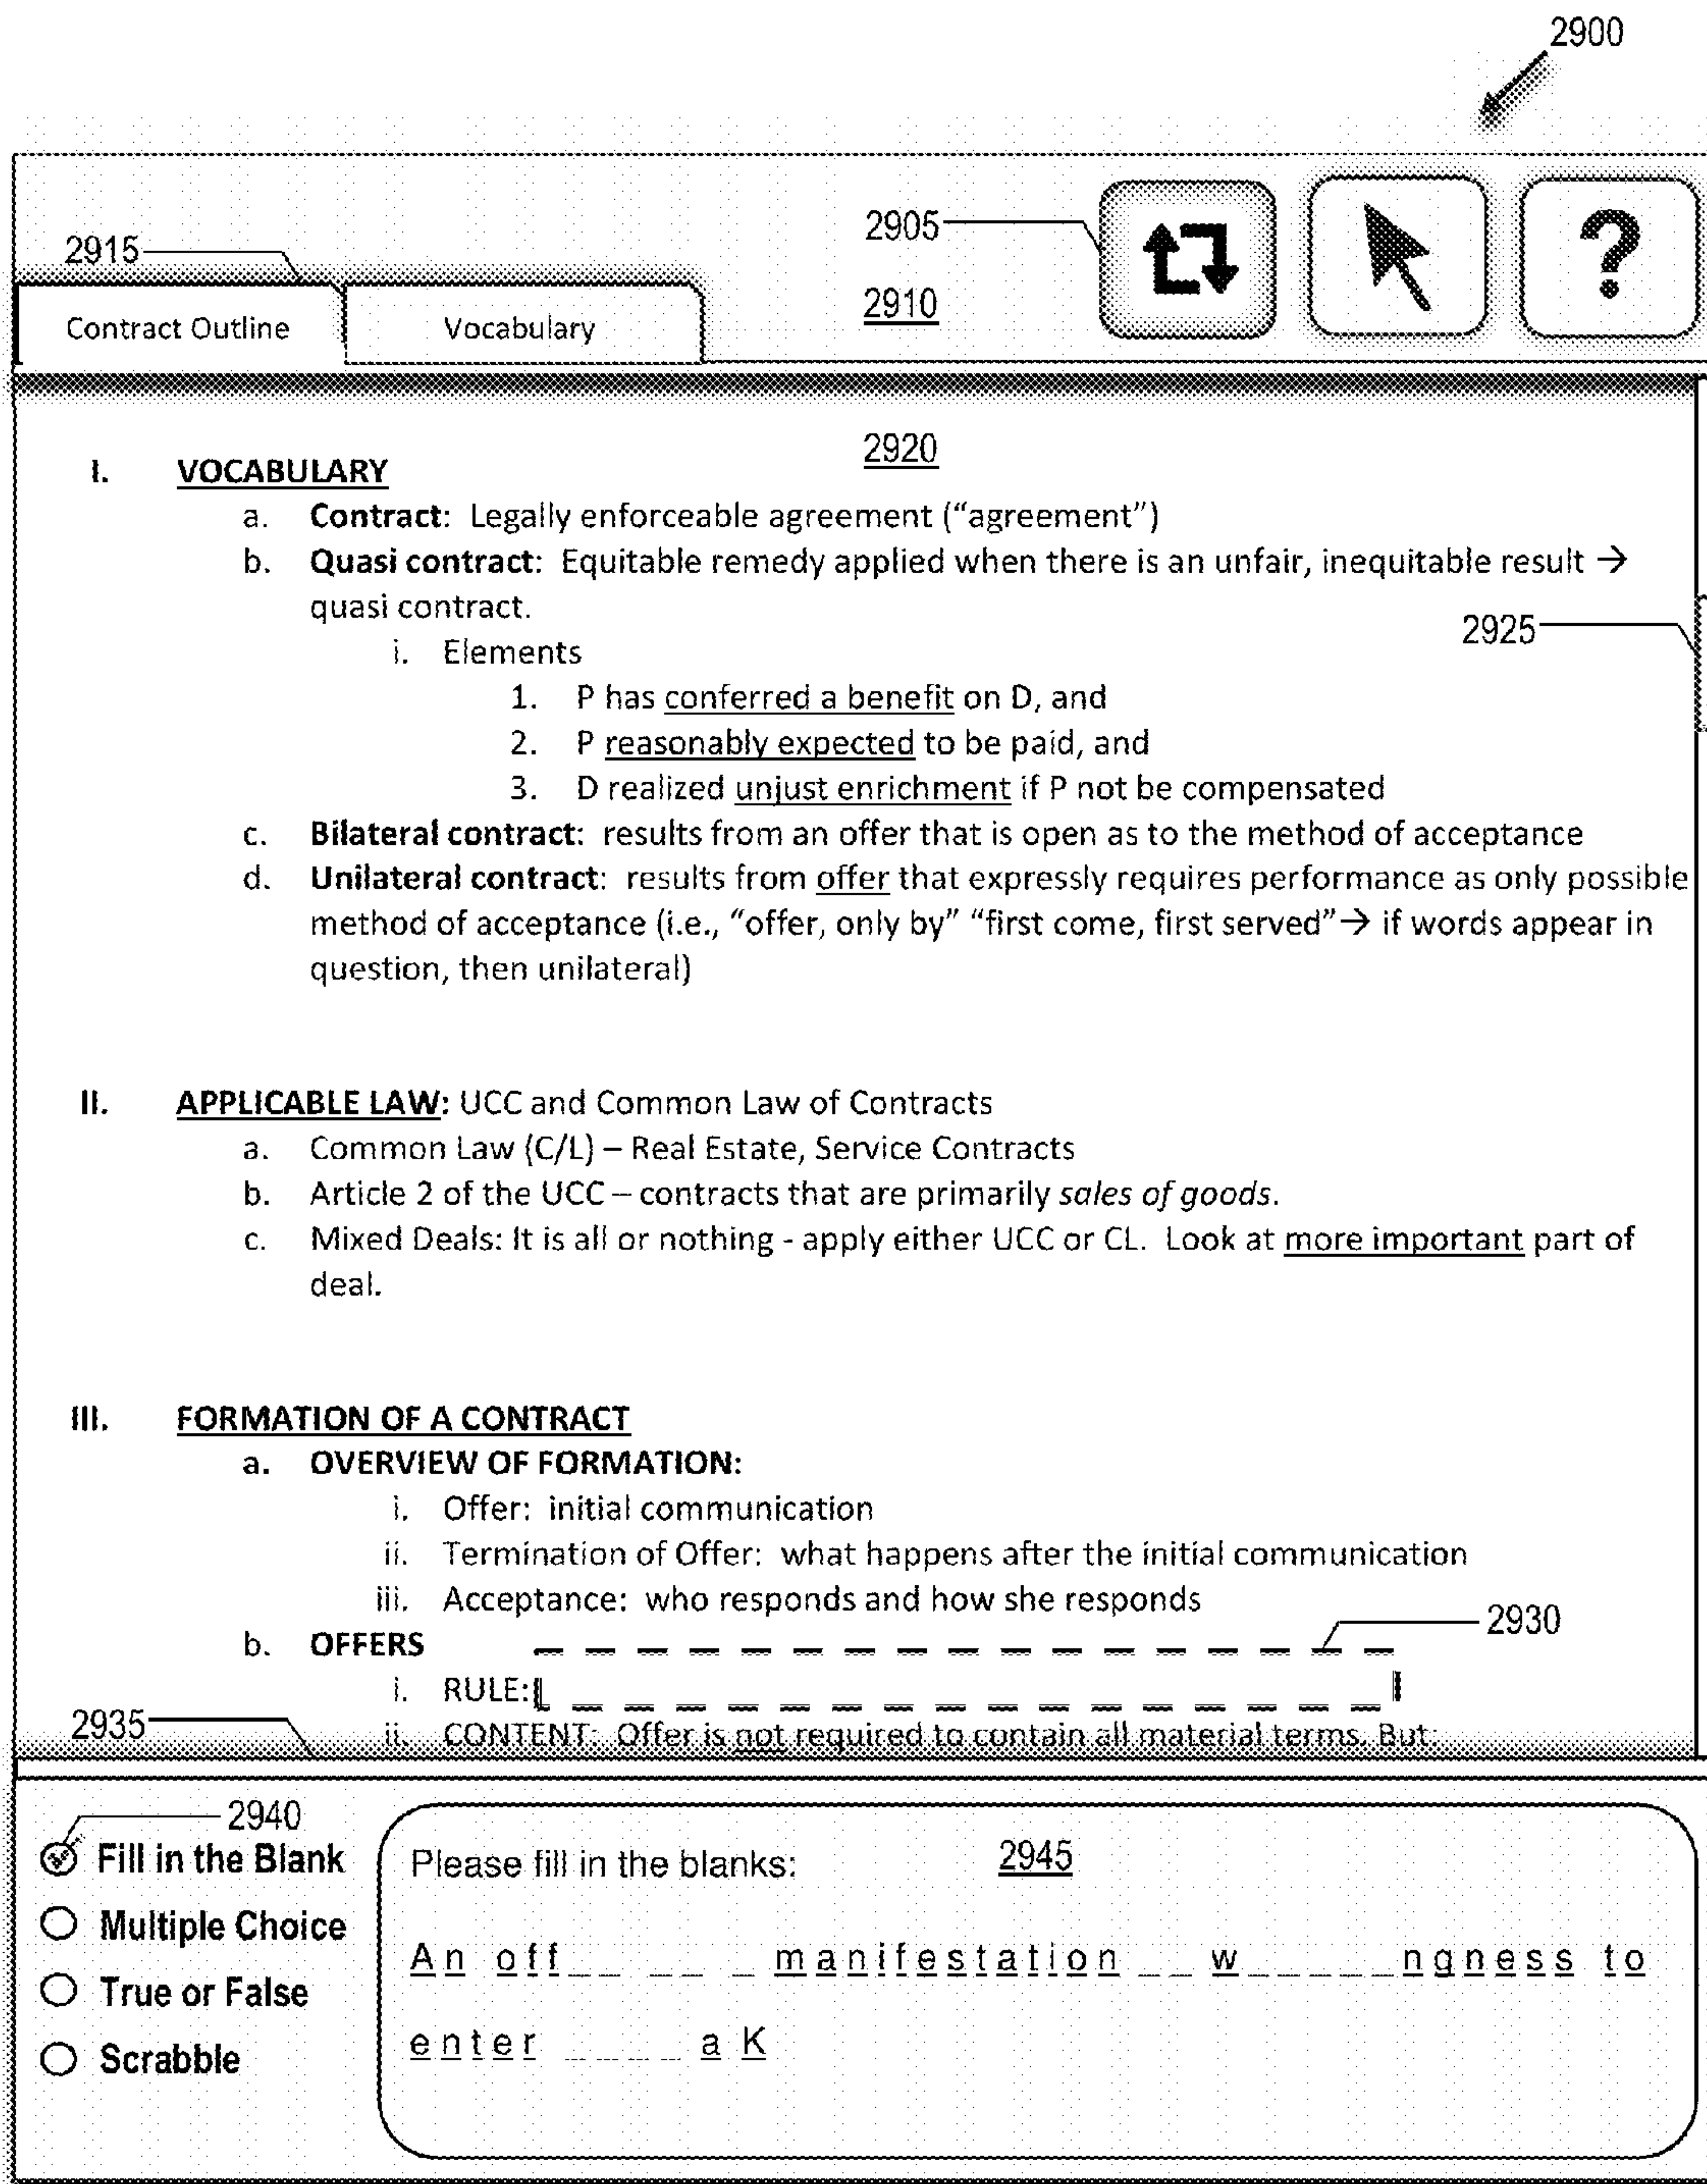 2900
2905
2915
2910
?
Contract Outline
Vocabulary
2920
I. VOCABULARY
a. Contract: Legally enforceable agreement (“agreement”)
b. Quasi contract: Equitable remedy applied when there is an unfair, inequitable result →
quasi contract.
2925
i. Elements
1. P has conferred a benefit on D, and
2. P reasonably expected to be paid, and
3. D realized unjust enrichment if P not be compensated
c. Bilateral contract: results from an offer that is open as to the method of acceptance
d. Unilateral contract: results from offer that expressly requires performance as only possible
method of acceptance (i.e., “offer, only by” “first come, first served”→ if words appear in
question, then unilateral)
II. APPLICABLE LAW: UCC and Common Law of Contracts
a. Common Law (C/L) – Real Estate, Service Contracts
b. Article 2 of the UCC – contracts that are primarily sales of goods.
c. Mixed Deals: It is all or nothing - apply either UCC or CL. Look at more important part of
deal.
III. FORMATION OF A CONTRACT
a. OVERVIEW OF FORMATION:
i. Offer: initial communication
ii. Termination of Offer: what happens after the initial communication
iii. Acceptance: who responds and how she responds
2930
b. OFFERS
i. RULE:
2935
ii. CONTENT: Offer is not required to contain all material terms. But:
2940
Fill in the Blank
Multiple Choice
True or False
Scrabble
Please fill in the blanks:
2945
An off__ __ _ manifestation __ w_____ngness to
enter ____ a K